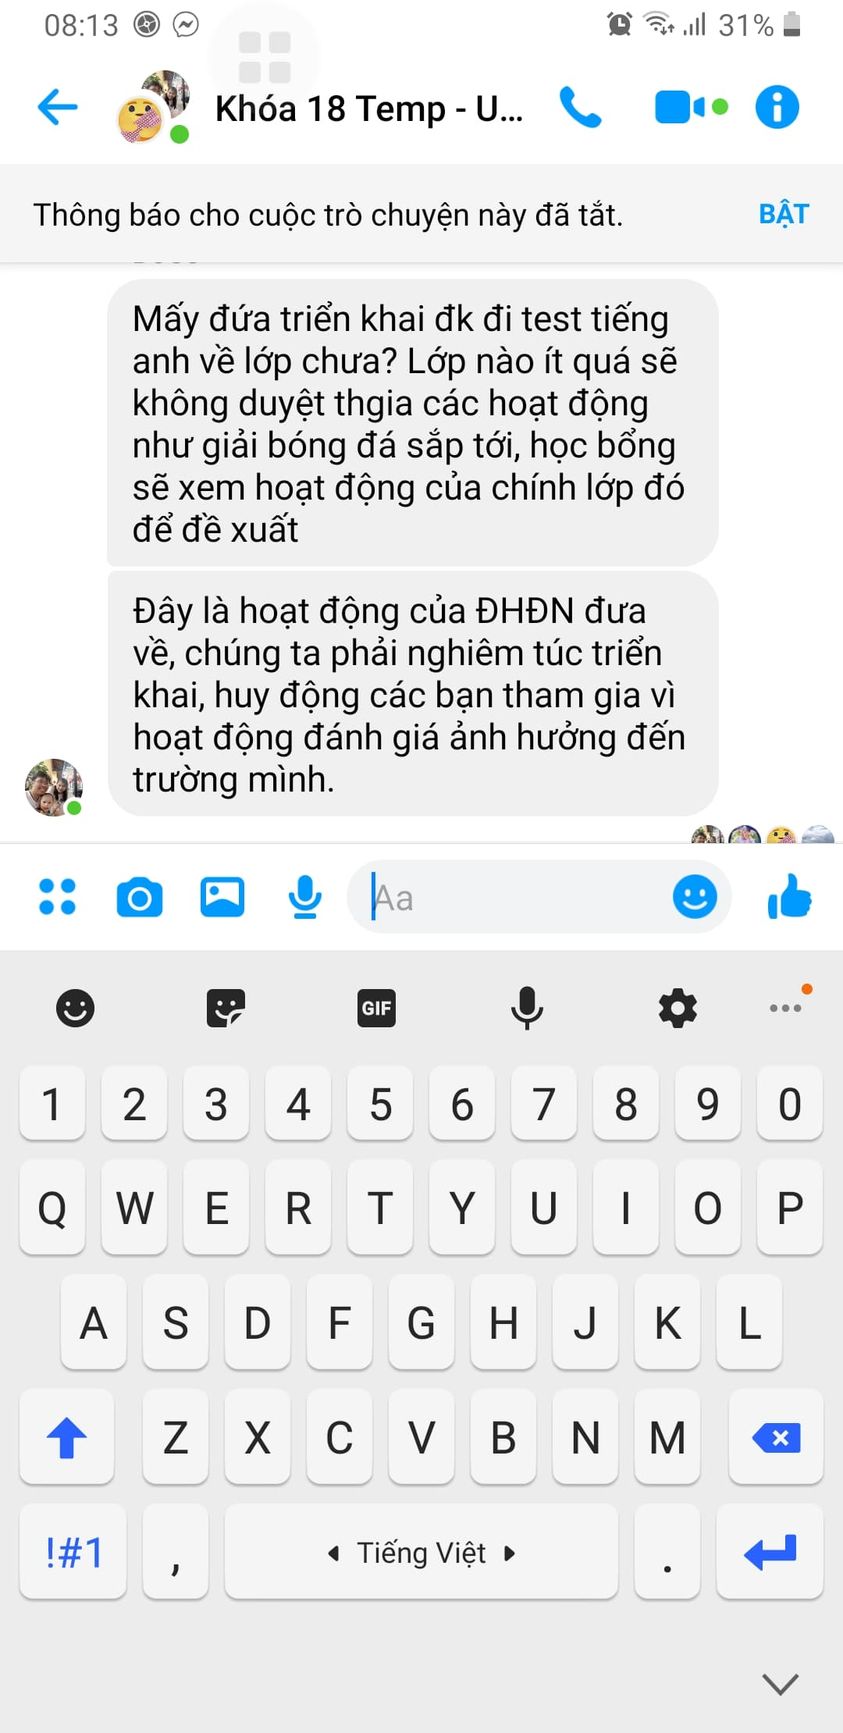 08:13
31%
Khóa 18 Temp - U...
Thông báo cho cuộc trò chuyện này đã tắt.
BẬT
Mấy đứa triển khai đk đi test tiếng
anh về lớp chưa? Lớp nào ít quá sẽ
không duyệt thgia các hoạt động
như giải bóng đá sắp tới, học bổng
sẽ xem hoạt động của chính lớp đó
để đề xuất
Đây là hoạt động của ĐHĐN đưa
về, chúng ta phải nghiêm túc triển
khai, huy động các bạn tham gia vì
hoạt động đánh giá ảnh hưởng đến
trường mình.
Aa
GIF
1 2 3 4 5 6 7 8 9 0
Q W E R T Y U I O P
A S D F G H J K L
Z X C V B N M
!#1 , Tiếng Việt .